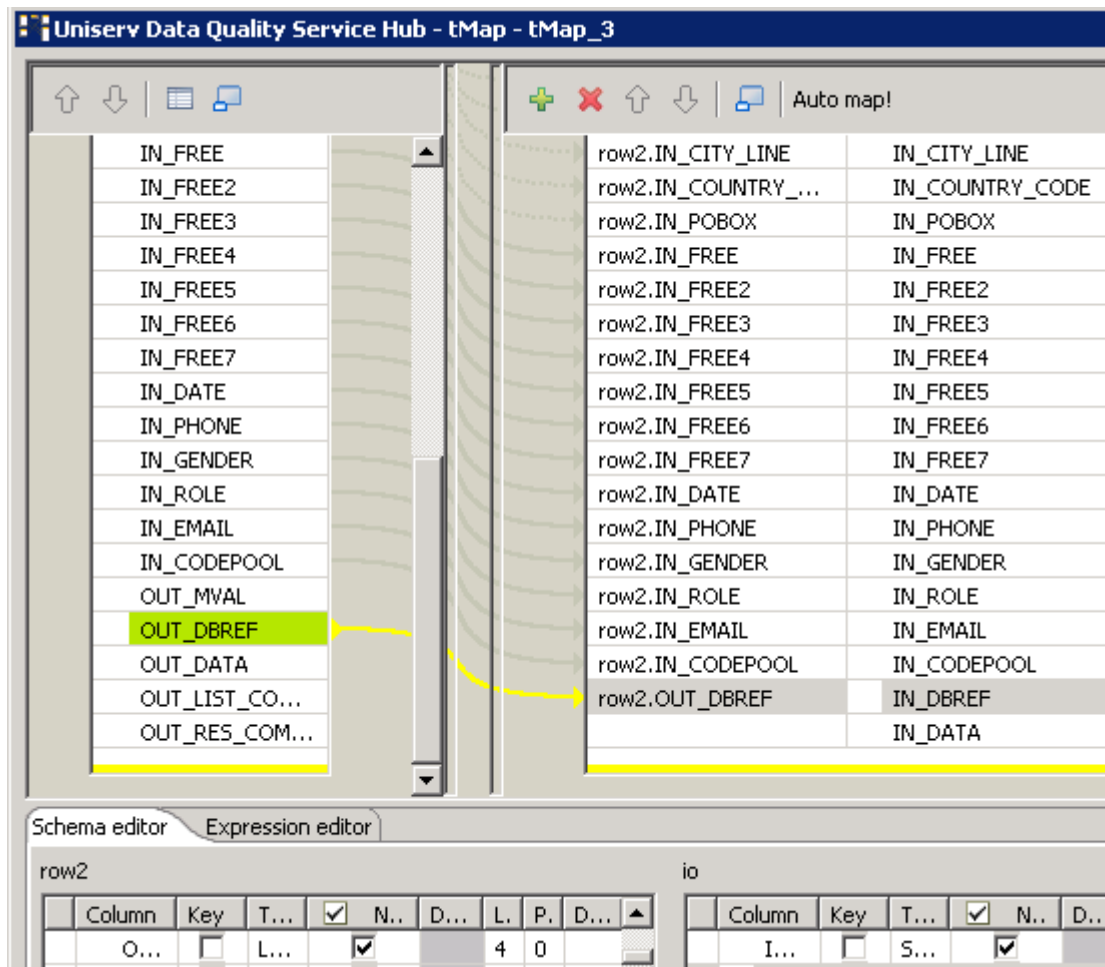 Uniserv Data Quality Service Hub - tMap - tMap_3
Auto map!
IN_FREE
IN_FREE2
IN_FREE3
IN_FREE4
IN_FREE5
IN_FREE6
IN_FREE7
IN_DATE
IN_PHONE
IN_GENDER
IN_ROLE
IN_EMAIL
IN_CODEPOOL
OUT_MVAL
OUT_DBREF
OUT_DATA
OUT_LIST_CO...
OUT_RES_COM...
row2.IN_CITY_LINE IN_CITY_LINE
row2.IN_COUNTRY_... IN_COUNTRY_CODE
row2.IN_POBOX IN_POBOX
row2.IN_FREE IN_FREE
row2.IN_FREE2 IN_FREE2
row2.IN_FREE3 IN_FREE3
row2.IN_FREE4 IN_FREE4
row2.IN_FREE5 IN_FREE5
row2.IN_FREE6 IN_FREE6
row2.IN_FREE7 IN_FREE7
row2.IN_DATE IN_DATE
row2.IN_PHONE IN_PHONE
row2.IN_GENDER IN_GENDER
row2.IN_ROLE IN_ROLE
row2.IN_EMAIL IN_EMAIL
row2.IN_CODEPOOL IN_CODEPOOL
row2.OUT_DBREF IN_DBREF
IN_DATA
Schema editor Expression editor
row2
Column Key T... N.. D... L. P. D...
O... L... 4 0
io
Column Key T... N.. D..
I... S...